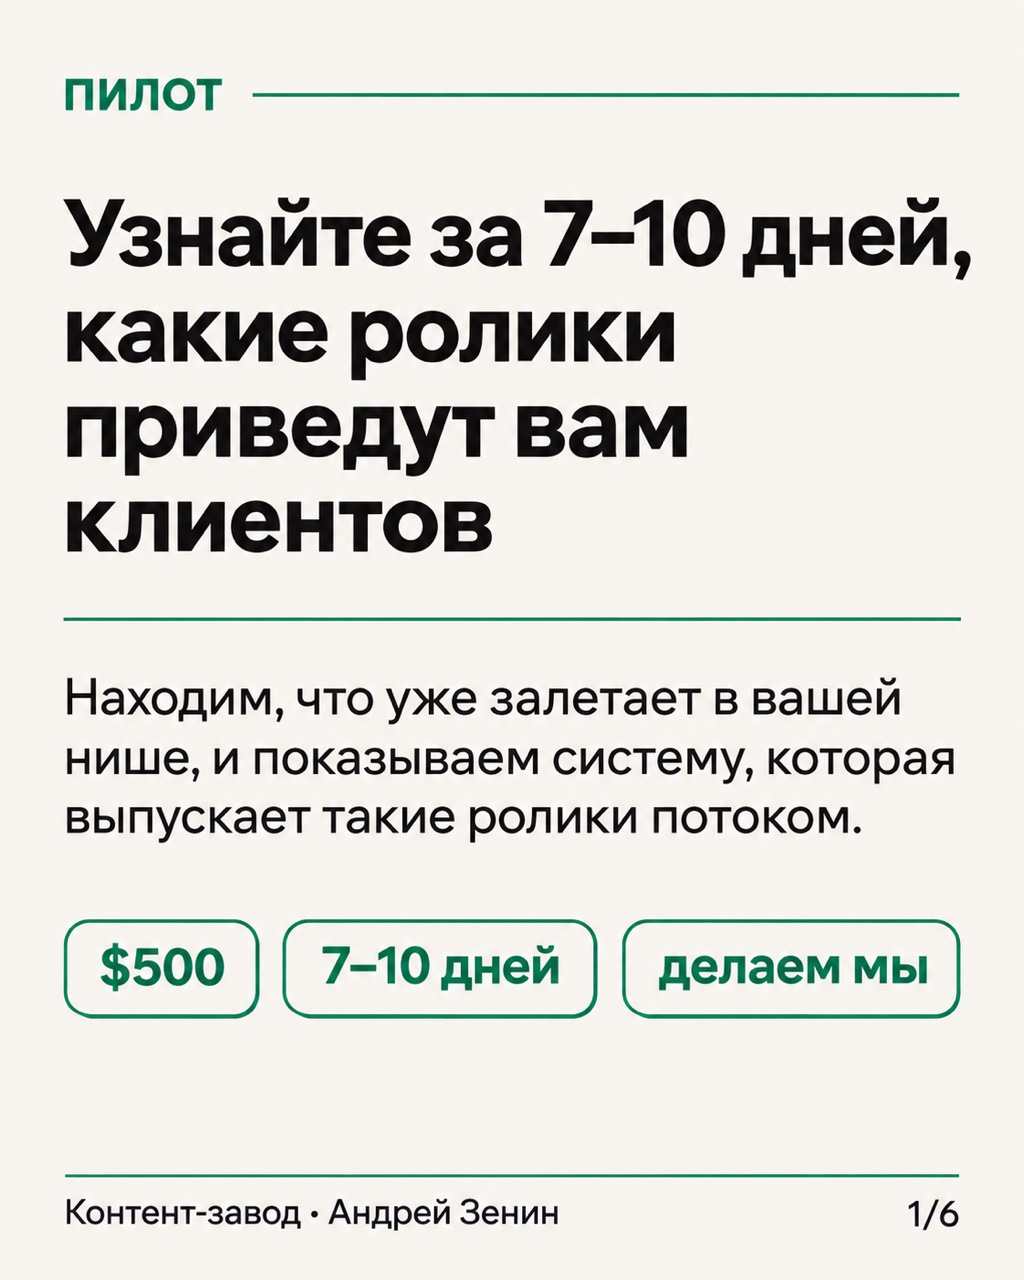 ПИЛОТ
Узнайте за 7–10 дней,
какие ролики
приведут вам
клиентов
Находим, что уже залетает в вашей
нише, и показываем систему, которая
выпускает такие ролики потоком.
$500
7–10 дней
делаем мы
Контент-завод • Андрей Зенин
1/6